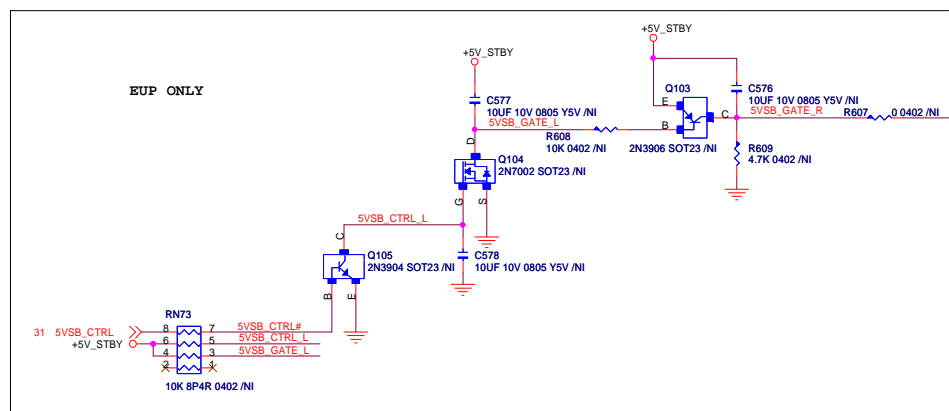 +5V_STBY
+5V_STBY
EUP ONLY
Q103
C576
10UF 10V 0805 Y5V /NI
C577
10UF 10V 0805 Y5V /NI
E
5VSB_GATE_L
B
C
5VSB_GATE_R
R607
0 0402 /NI
R608
10K 0402 /NI
2N3906 SOT23 /NI
D
R609
4.7K 0402 /NI
Q104
2N7002 SOT23 /NI
G
S
5VSB_CTRL_L
C
Q105
2N3904 SOT23 /NI
C578
10UF 10V 0805 Y5V /NI
B
E
RN73
31 5VSB_CTRL
8
7
5VSB_CTRL#
+5V_STBY
6
5
5VSB_CTRL_L
4
3
5VSB_GATE_L
2
1
10K 8P4R 0402 /NI